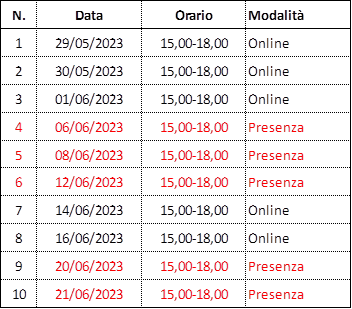 N. Data Orario Modalità
1 29/05/2023 15,00-18,00 Online
2 30/05/2023 15,00-18,00 Online
3 01/06/2023 15,00-18,00 Online
4 06/06/2023 15,00-18,00 Presenza
5 08/06/2023 15,00-18,00 Presenza
6 12/06/2023 15,00-18,00 Presenza
7 14/06/2023 15,00-18,00 Online
8 16/06/2023 15,00-18,00 Online
9 20/06/2023 15,00-18,00 Presenza
10 21/06/2023 15,00-18,00 Presenza